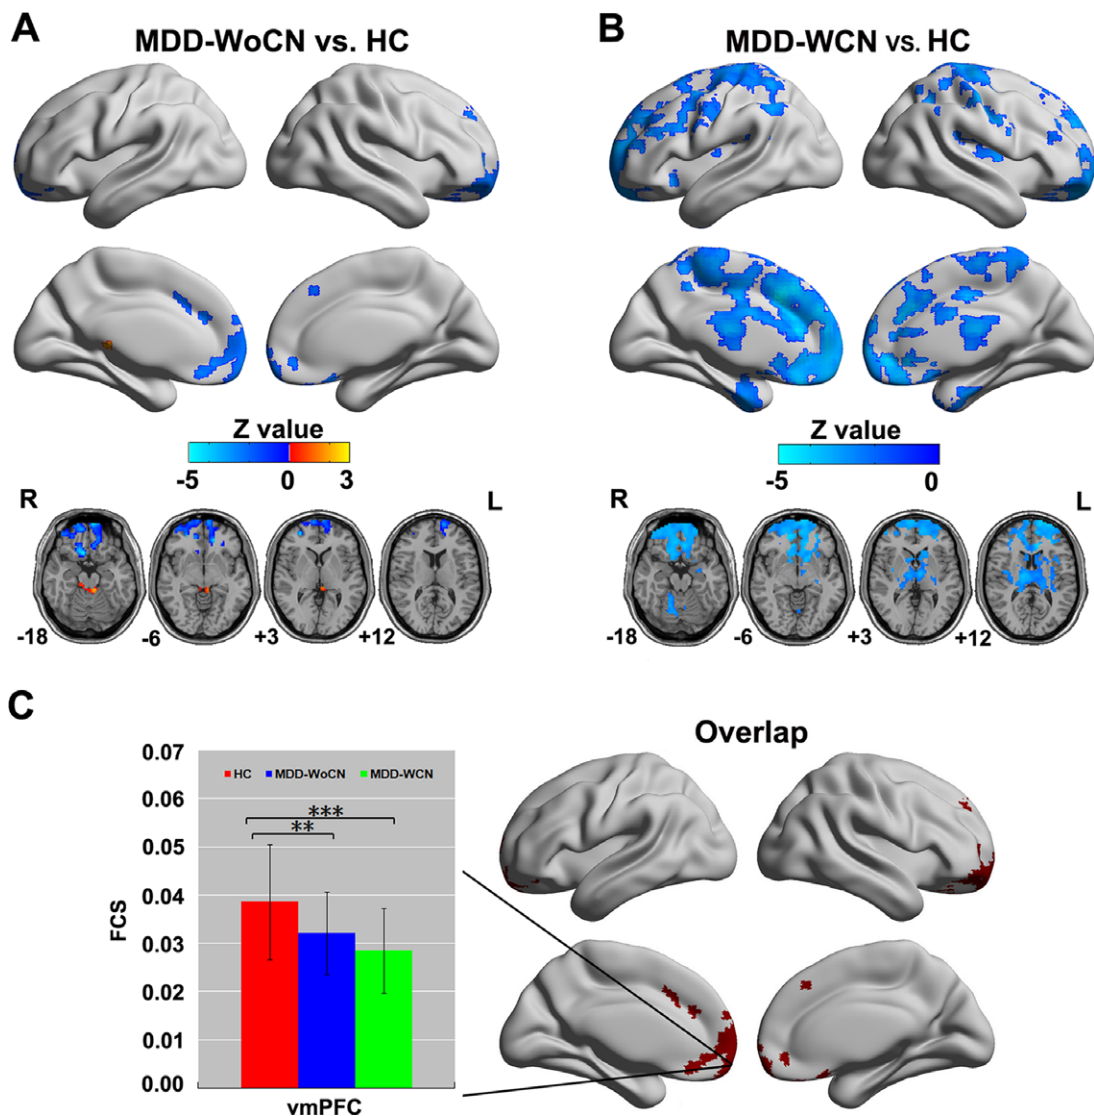 A
MDD-WoCN vs. HC
Z value
-5 0 3
R L
-18 -6 +3 +12
B
MDD-WCN vs. HC
Z value
-5 0
R L
-18 -6 +3 +12
C
Overlap
0.07
0.06
0.05
0.04
0.03
0.02
0.01
0.00
FCS
HC MDD-WoCN MDD-WCN
***
**
vmPFC